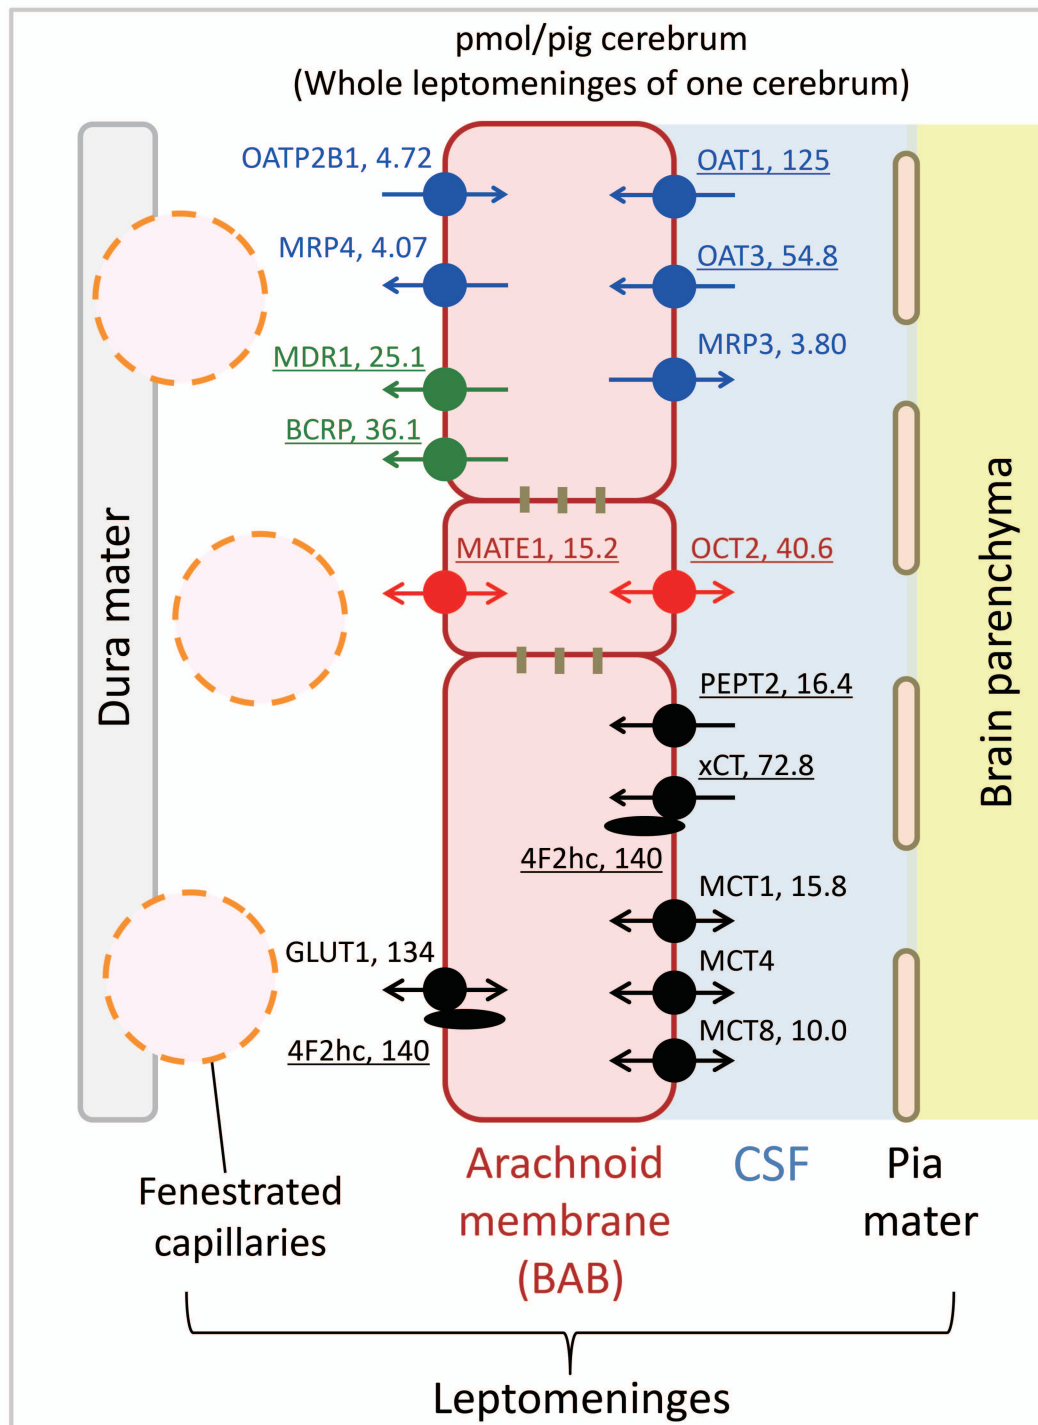 pmol/pig cerebrum
(Whole leptomeninges of one cerebrum)
OATP2B1, 4.72
OAT1, 125
MRP4, 4.07
OAT3, 54.8
MDR1, 25.1
MRP3, 3.80
BCRP, 36.1
MATE1, 15.2
OCT2, 40.6
PEPT2, 16.4
xCT, 72.8
4F2hc, 140
MCT1, 15.8
GLUT1, 134
MCT4
MCT8, 10.0
4F2hc, 140
Dura mater
Brain parenchyma
Fenestrated
capillaries
Arachnoid
membrane
(BAB)
CSF
Pia
mater
Leptomeninges